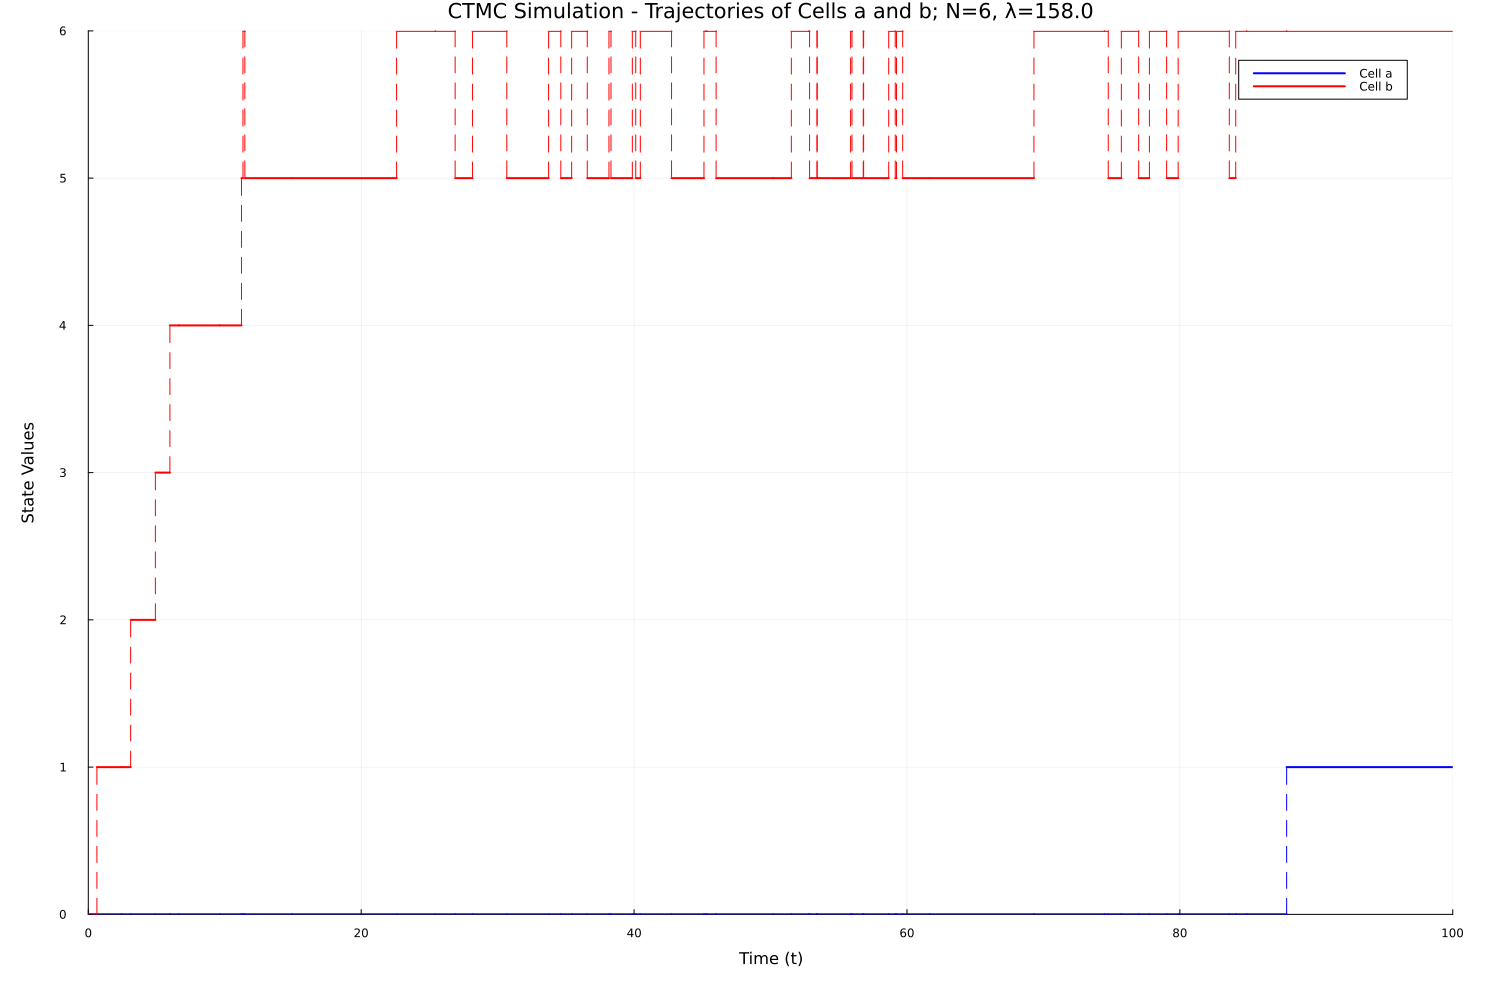 CTMC Simulation - Trajectories of Cells a and b; N=6, λ=158.0
6
Cell a
Cell b
5
4
State Values
3
2
1
0
0 20 40 60 80 100
Time (t)